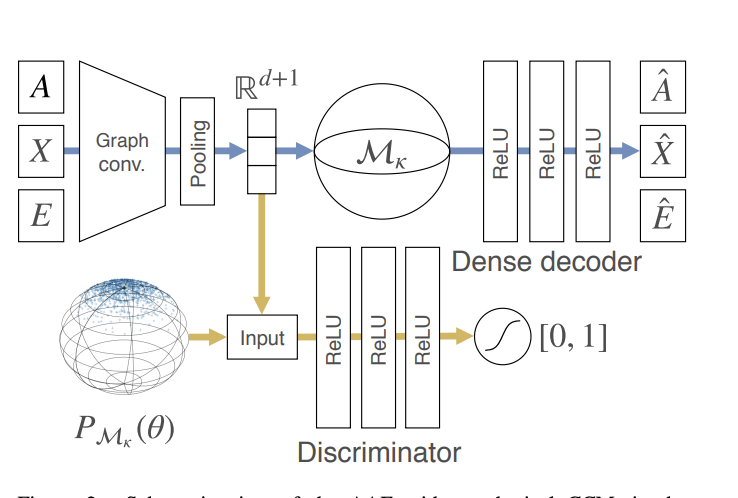 A
X
E
Graph
conv.
Pooling
ℝ^{d+1}
ℳ_κ
ReLU
ReLU
ReLU
Â
X̂
Ê
Dense decoder
P_{ℳ_κ}(θ)
Input
ReLU
ReLU
ReLU
[0, 1]
Discriminator